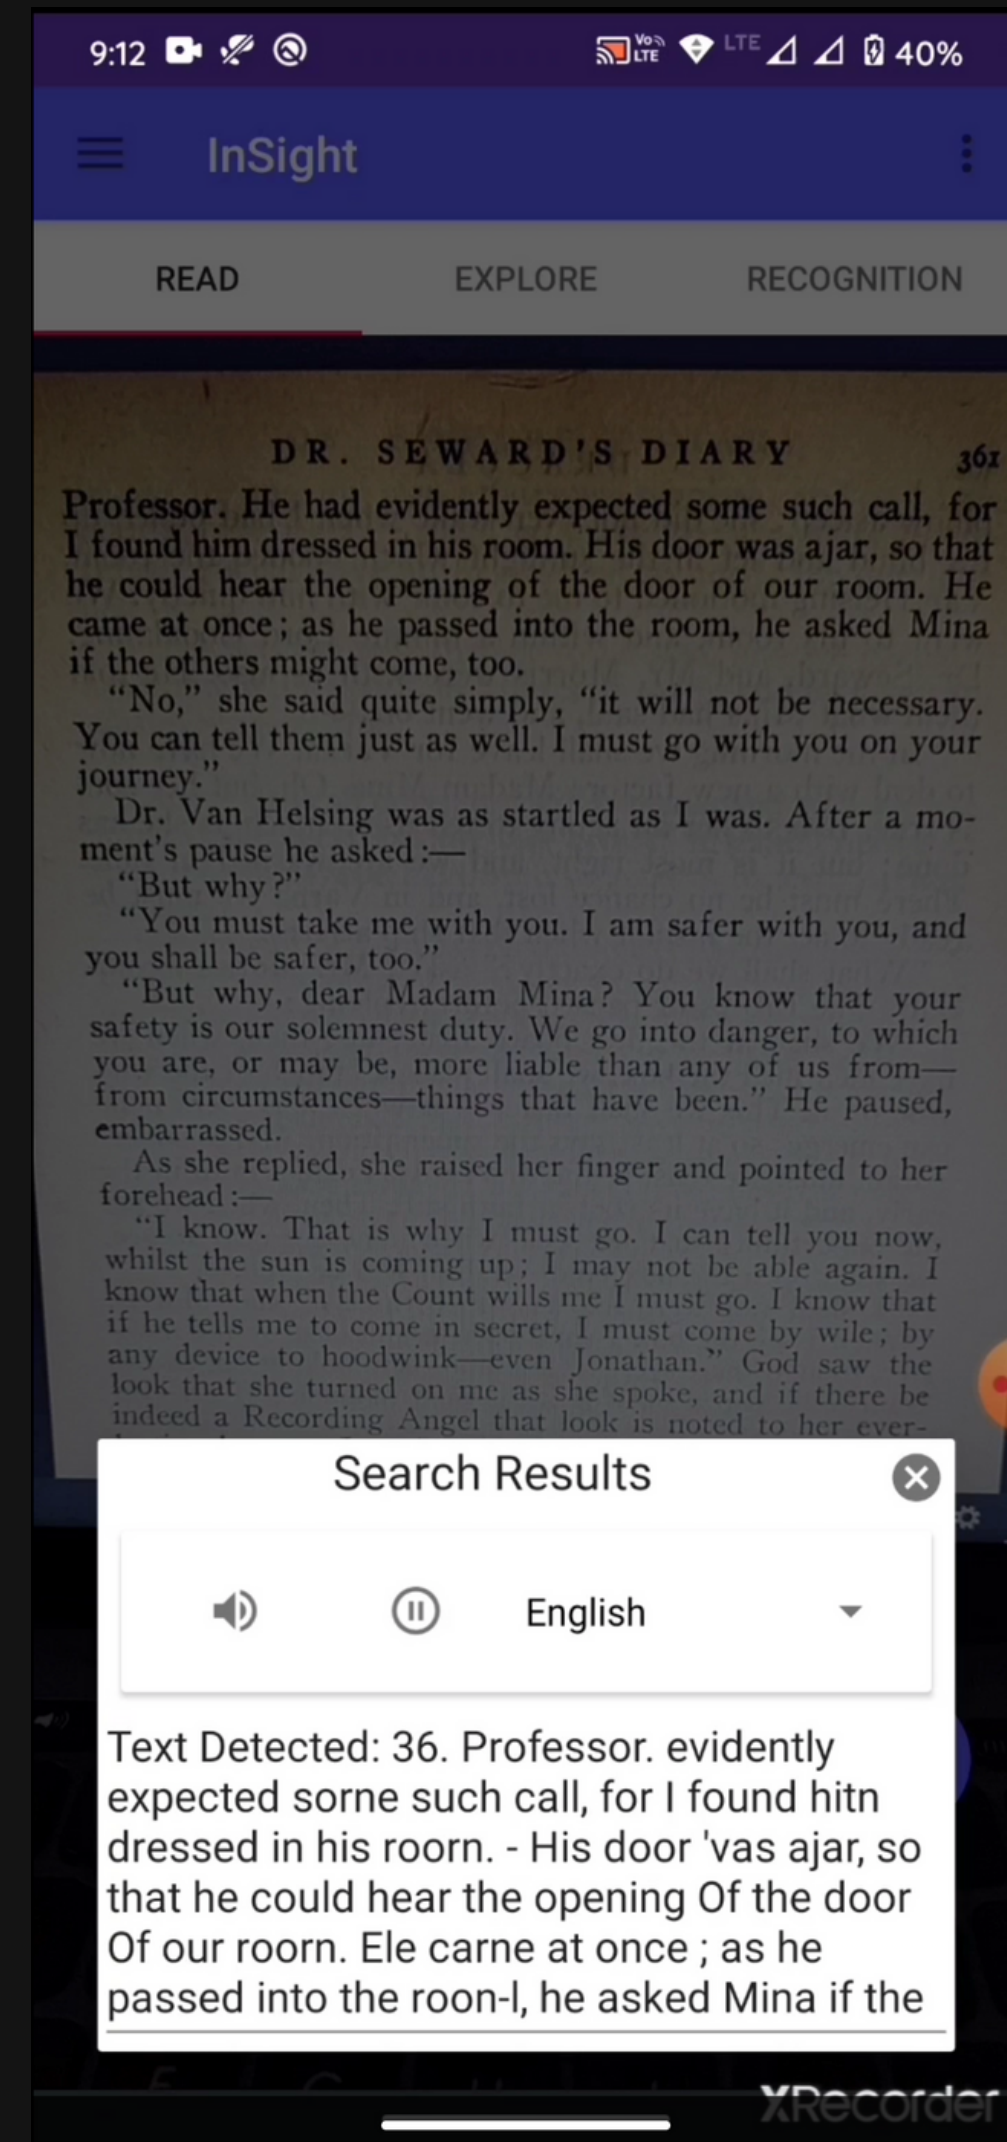 9:12 Vo LTE LTE 40%
InSight
READ EXPLORE RECOGNITION
DR. SEWARD'S DIARY 361
Professor. He had evidently expected some such call, for
I found him dressed in his room. His door was ajar, so that
he could hear the opening of the door of our room. He
came at once; as he passed into the room, he asked Mina
if the others might come, too.
“No,” she said quite simply, “it will not be necessary.
You can tell them just as well. I must go with you on your
journey.”
Dr. Van Helsing was as startled as I was. After a mo-
ment's pause he asked:—
“But why?”
“You must take me with you. I am safer with you, and
you shall be safer, too.”
“But why, dear Madam Mina? You know that your
safety is our solemnest duty. We go into danger, to which
you are, or may be, more liable than any of us from—
from circumstances—things that have been.” He paused,
embarrassed.
As she replied, she raised her finger and pointed to her
forehead:—
“I know. That is why I must go. I can tell you now,
whilst the sun is coming up; I may not be able again. I
know that when the Count wills me I must go. I know that
if he tells me to come in secret, I must come by wile; by
any device to hoodwink—even Jonathan.” God saw the
look that she turned on me as she spoke, and if there be
indeed a Recording Angel that look is noted to her ever-
Search Results
English
Text Detected: 36. Professor. evidently
expected sorne such call, for I found hitn
dressed in his roorn. - His door 'vas ajar, so
that he could hear the opening Of the door
Of our roorn. Ele carne at once ; as he
passed into the roon-l, he asked Mina if the
XRecorder